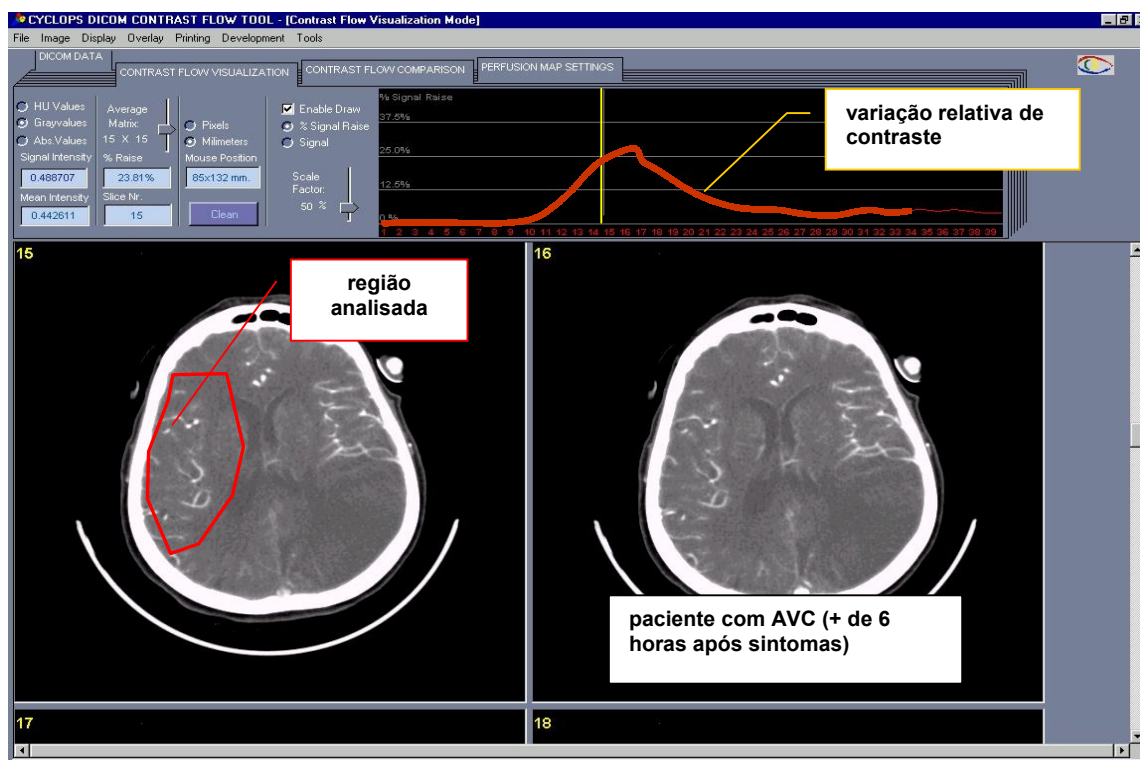 CYCLOPS DICOM CONTRAST FLOW TOOL - [Contrast Flow Visualization Mode]
File Image Display Overlay Printing Development Tools
DICOM DATA
CONTRAST FLOW VISUALIZATION
CONTRAST FLOW COMPARISON
PERFUSION MAP SETTINGS
HU Values
Grayvalues
Abs.Values
Signal Intensity
0.488707
Mean Intensity
0.442611
Average
Matrix:
15 X 15
% Raise
23.81%
Slice Nr.
15
Pixels
Milimeters
Mouse Position
85x132 mm.
Clean
Enable Draw
% Signal Raise
Signal
Scale
Factor:
50 %
% Signal Raise
37.5%
25.0%
12.5%
0 %
1 2 3 4 5 6 7 8 9 10 11 12 13 14 15 16 17 18 19 20 21 22 23 24 25 26 27 28 29 30 31 32 33 34 35 36 37 38 39
variação relativa de
contraste
15
região
analisada
16
paciente com AVC (+ de 6
horas após sintomas)
17
18